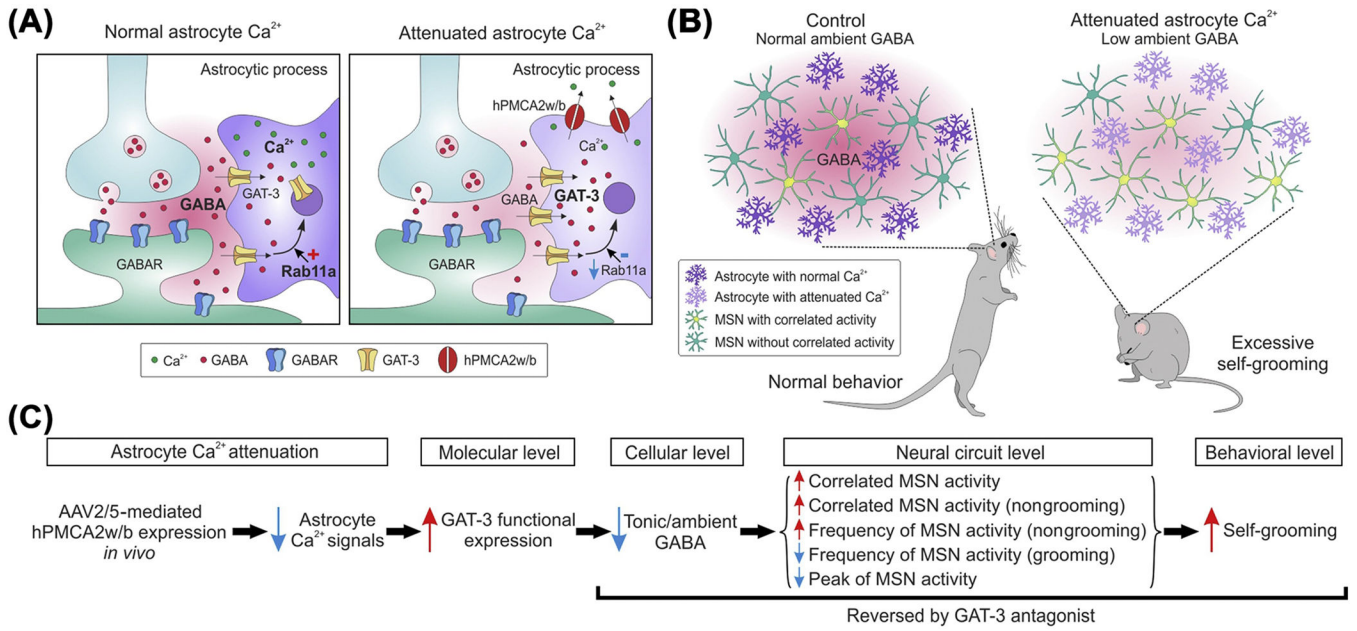 (A)
Normal astrocyte Ca²⁺
Astrocytic process
Ca²⁺
GAT-3
GABA
GABAR
+
Rab11a
Attenuated astrocyte Ca²⁺
Astrocytic process
hPMCA2w/b
Ca²⁺
GABA
GAT-3
GABAR
–
Rab11a
Ca²⁺
GABA
GABAR
GAT-3
hPMCA2w/b
(B)
Control
Normal ambient GABA
GABA
Attenuated astrocyte Ca²⁺
Low ambient GABA
Astrocyte with normal Ca²⁺
Astrocyte with attenuated Ca²⁺
MSN with correlated activity
MSN without correlated activity
Normal behavior
Excessive
self-grooming
(C)
Astrocyte Ca²⁺ attenuation
Molecular level
Cellular level
Neural circuit level
Behavioral level
AAV2/5-mediated
hPMCA2w/b expression
in vivo
Astrocyte
Ca²⁺ signals
GAT-3 functional
expression
Tonic/ambient
GABA
Correlated MSN activity
Correlated MSN activity (nongrooming)
Frequency of MSN activity (nongrooming)
Frequency of MSN activity (grooming)
Peak of MSN activity
Self-grooming
Reversed by GAT-3 antagonist